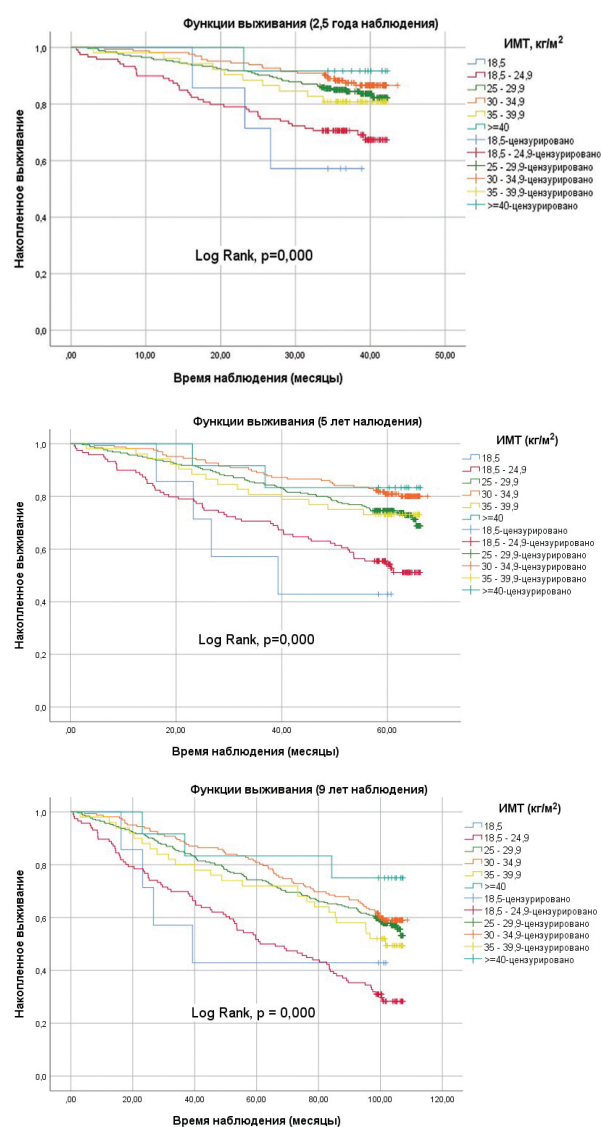 Функции выживания (2,5 года наблюдения)
ИМТ, кг/м²
18,5
18,5 - 24,9
25 - 29,9
30 - 34,9
35 - 39,9
>=40
18,5-цензурировано
18,5 - 24,9-цензурировано
25 - 29,9-цензурировано
30 - 34,9-цензурировано
35 - 39,9-цензурировано
>=40-цензурировано
Накопленное выживание
1,0
0,8
0,6
0,4
0,2
0,0
Log Rank, p=0,000
,00 10,00 20,00 30,00 40,00 50,00
Время наблюдения (месяцы)
Функции выживания (5 лет налюдения)
ИМТ (кг/м²)
18,5
18,5 - 24,9
25 - 29,9
30 - 34,9
35 - 39,9
>=40
18,5-цензурировано
18,5 - 24,9-цензурировано
25 - 29,9-цензурировано
30 - 34,9-цензурировано
35 - 39,9-цензурировано
>=40-цензурировано
Накопленное выживание
1,0
0,8
0,6
0,4
0,2
0,0
Log Rank, p=0,000
,00 20,00 40,00 60,00
Время наблюдения (месяцы)
Функции выживания (9 лет наблюдения)
ИМТ (кг/м²)
18,5
18,5 - 24,9
25 - 29,9
30 - 34,9
35 - 39,9
>=40
18,5-цензурировано
18,5 - 24,9-цензурировано
25 - 29,9-цензурировано
30 - 34,9-цензурировано
35 - 39,9-цензурировано
>=40-цензурировано
Накопленное выживание
1,0
0,8
0,6
0,4
0,2
0,0
Log Rank, p = 0,000
,00 20,00 40,00 60,00 80,00 100,00 120,00
Время наблюдения (месяцы)